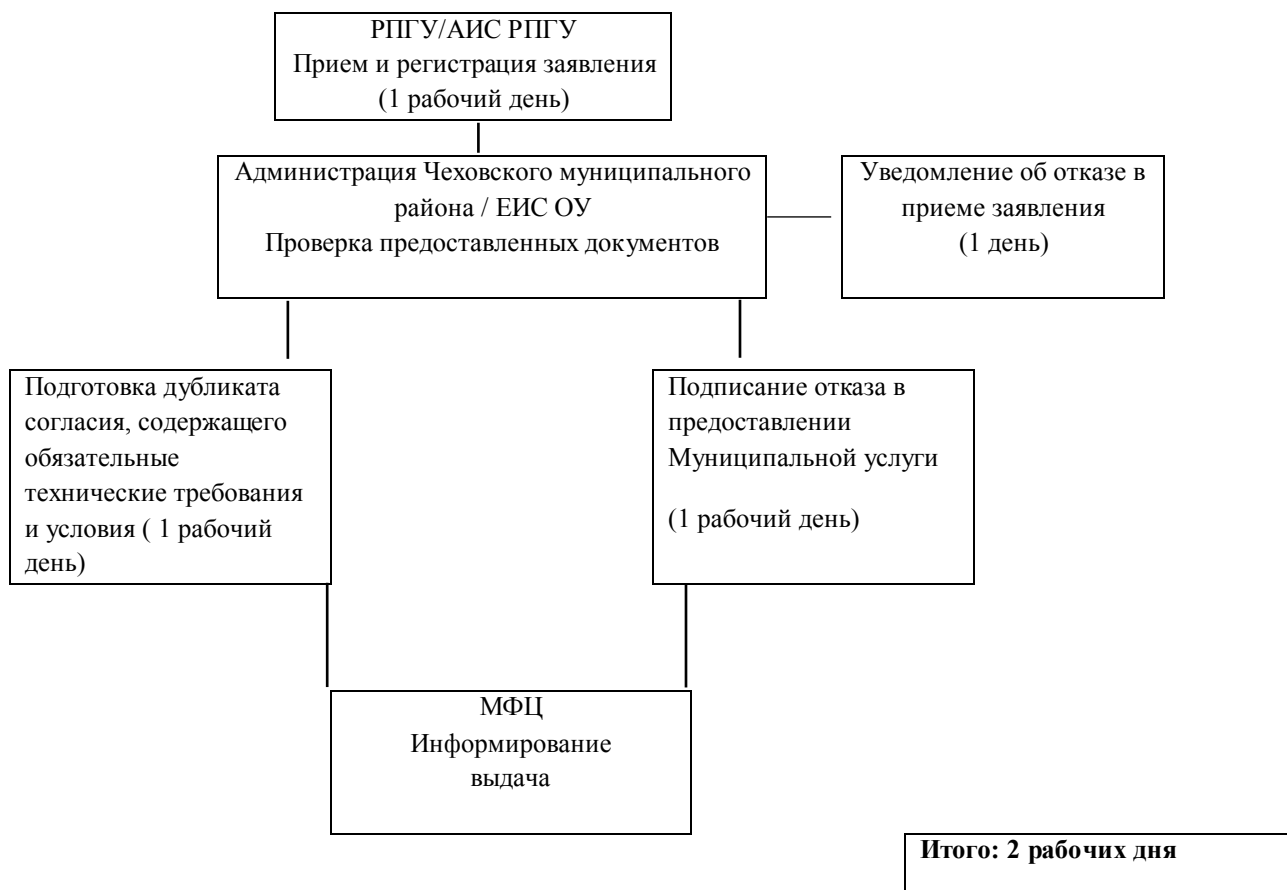 РПГУ/АИС РПГУ
Прием и регистрация заявления
(1 рабочий день)
Администрация Чеховского муниципального
района / ЕИС ОУ
Проверка предоставленных документов
Уведомление об отказе в
приеме заявления
(1 день)
Подготовка дубликата
согласия, содержащего
обязательные
технические требования
и условия ( 1 рабочий
день)
Подписание отказа в
предоставлении
Муниципальной услуги
(1 рабочий день)
МФЦ
Информирование
выдача
Итого: 2 рабочих дня